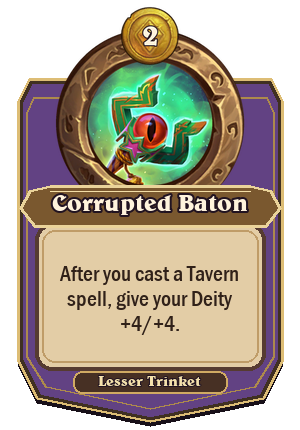 2
Corrupted Baton
After you cast a Tavern
spell, give your Deity
+4/+4.
Lesser Trinket